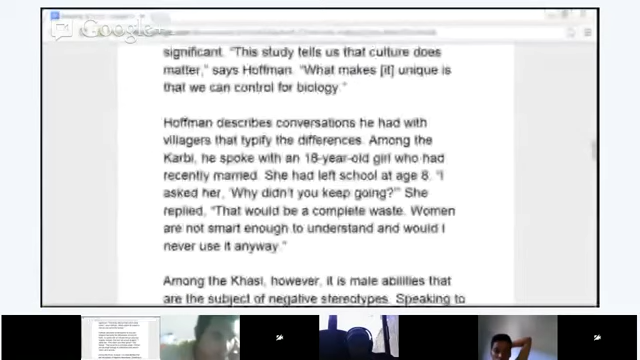 Google
significant. "This study tells us that culture does
matter," says Hoffman. "What makes [it] unique is
that we can control for biology."
Hoffman describes conversations he had with
villagers that typify the differences. Among the
Karbi, he spoke with an 18-year-old girl who had
recently married. She had left school at age 8. "I
asked her, 'Why didn't you keep going?'" She
replied, "That would be a complete waste. Women
are not smart enough to understand and would I
never use it anyway."
Among the Khasi, however, it is male abilities that
are the subject of negative stereotypes. Speaking to